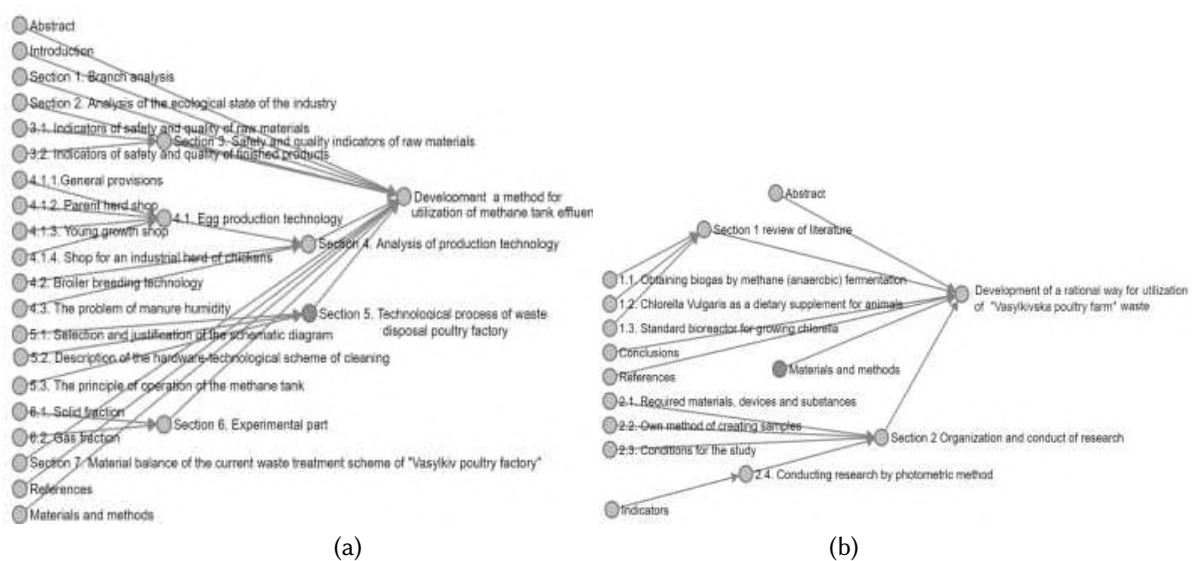 Abstract
Introduction
Section 1. Branch analysis
Section 2. Analysis of the ecological state of the industry
3.1. Indicators of safety and quality of raw materials
Section 3. Safety and quality indicators of raw materials
3.2. Indicators of safety and quality of finished products
4.1.1.General provisions
4.1.2. Parent herd shop
4.1. Egg production technology
4.1.3. Young growth shop
4.1.4. Shop for an industrial herd of chickens
Section 4. Analysis of production technology
4.2. Broiler breeding technology
4.3. The problem of manure humidity
Section 5. Technological process of waste
disposal poultry factory
5.1. Selection and justification of the schematic diagram
5.2. Description of the hardware-technological scheme of cleaning
5.3. The principle of operation of the methane tank
6.1. Solid fraction
Section 6. Experimental part
6.2. Gas fraction
Section 7. Material balance of the current waste treatment scheme of "Vasylkiv poultry factory"
References
Materials and methods
Development a method for
utilization of methane tank effluen
(a)
Abstract
Section 1 review of literature
1.1. Obtaining biogas by methane (anaerobic) fermentation
1.2. Chlorella Vulgaris as a dietary supplement for animals
1.3. Standard bioreactor for growing chlorella
Conclusions
References
Development of a rational way for utilization
of "Vasylkivska poultry farm" waste
Materials and methods
2.1. Required materials, devices and substances
2.2. Own method of creating samples
2.3. Conditions for the study
Section 2 Organization and conduct of research
2.4. Conducting research by photometric method
Indicators
(b)